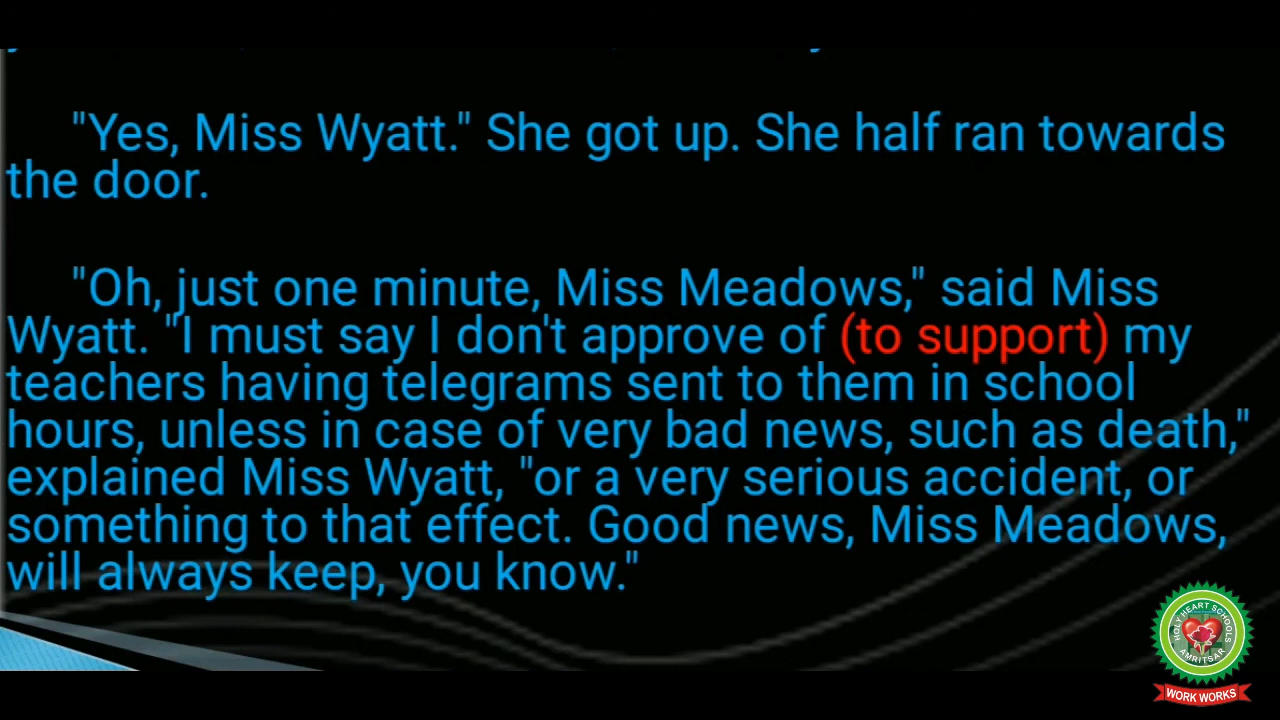 "Yes, Miss Wyatt." She got up. She half ran towards
the door.
"Oh, just one minute, Miss Meadows," said Miss
Wyatt. "I must say I don't approve of (to support) my
teachers having telegrams sent to them in school
hours, unless in case of very bad news, such as death,"
explained Miss Wyatt, "or a very serious accident, or
something to that effect. Good news, Miss Meadows,
will always keep, you know."
HOLY HEART SCHOOLS
AMRITSAR
WORK WORKS